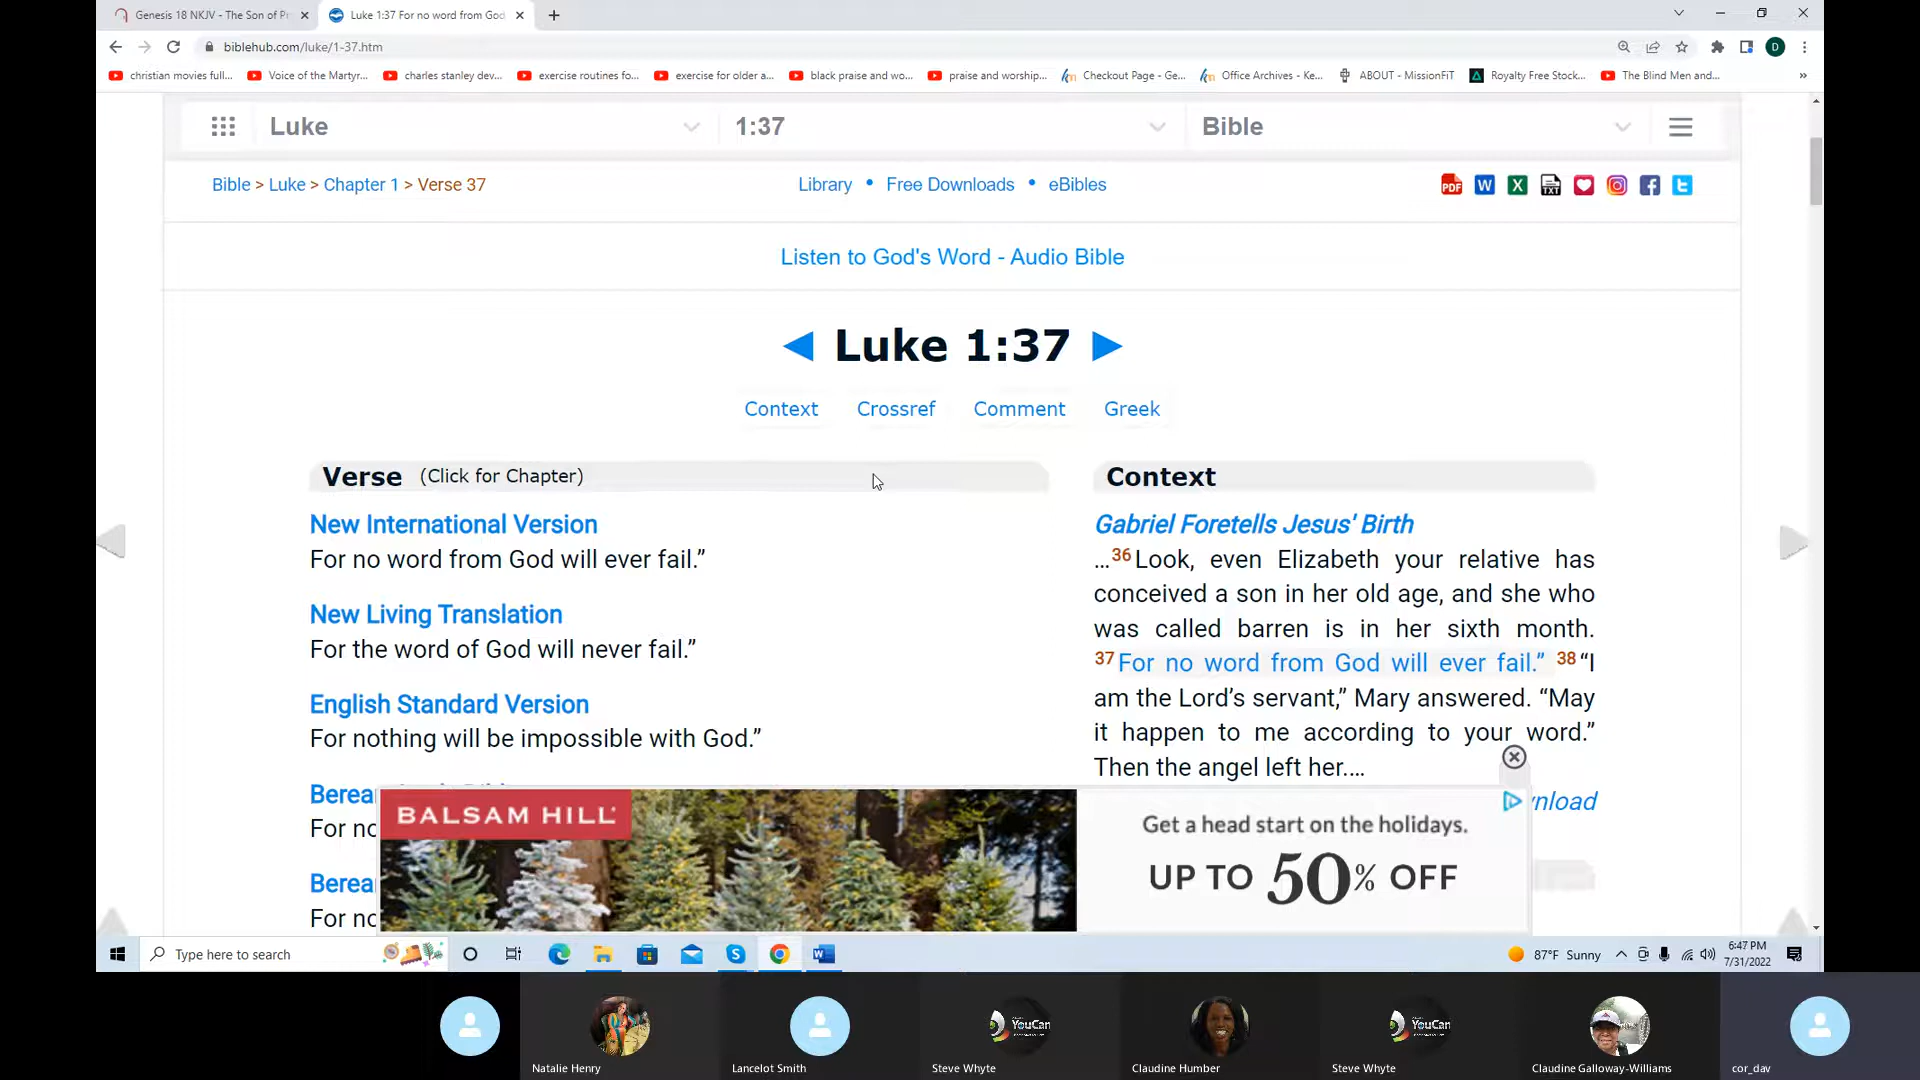 Genesis 18 NKJV - The Son of Pr
Luke 1:37 For no word from God
biblehub.com/luke/1-37.htm
D
christian movies full...
Voice of the Martyr...
charles stanley dev...
exercise routines fo...
exercise for older a...
black praise and wo...
praise and worship...
Checkout Page - Ge...
Office Archives - Ke...
ABOUT - MissionFiT
Royalty Free Stock...
The Blind Men and...
Luke
1:37
Bible
Bible > Luke > Chapter 1 > Verse 37
Library • Free Downloads • eBibles
PDF
W
X
TXT
Listen to God's Word - Audio Bible
Luke 1:37
Context Crossref Comment Greek
Verse (Click for Chapter)
New International Version
For no word from God will ever fail.”
New Living Translation
For the word of God will never fail.”
English Standard Version
For nothing will be impossible with God.”
Berea
For no
Berea
For no
Context
Gabriel Foretells Jesus' Birth
…36Look, even Elizabeth your relative has
conceived a son in her old age, and she who
was called barren is in her sixth month.
37For no word from God will ever fail.” 38“I
am the Lord’s servant,” Mary answered. “May
it happen to me according to your word.”
Then the angel left her.…
nload
BALSAM HILL
Get a head start on the holidays.
UP TO 50% OFF
Type here to search
87°F Sunny
6:47 PM
7/31/2022
YouCan
YouCan
Natalie Henry
Lancelot Smith
Steve Whyte
Claudine Humber
Steve Whyte
Claudine Galloway-Williams
cor_dav